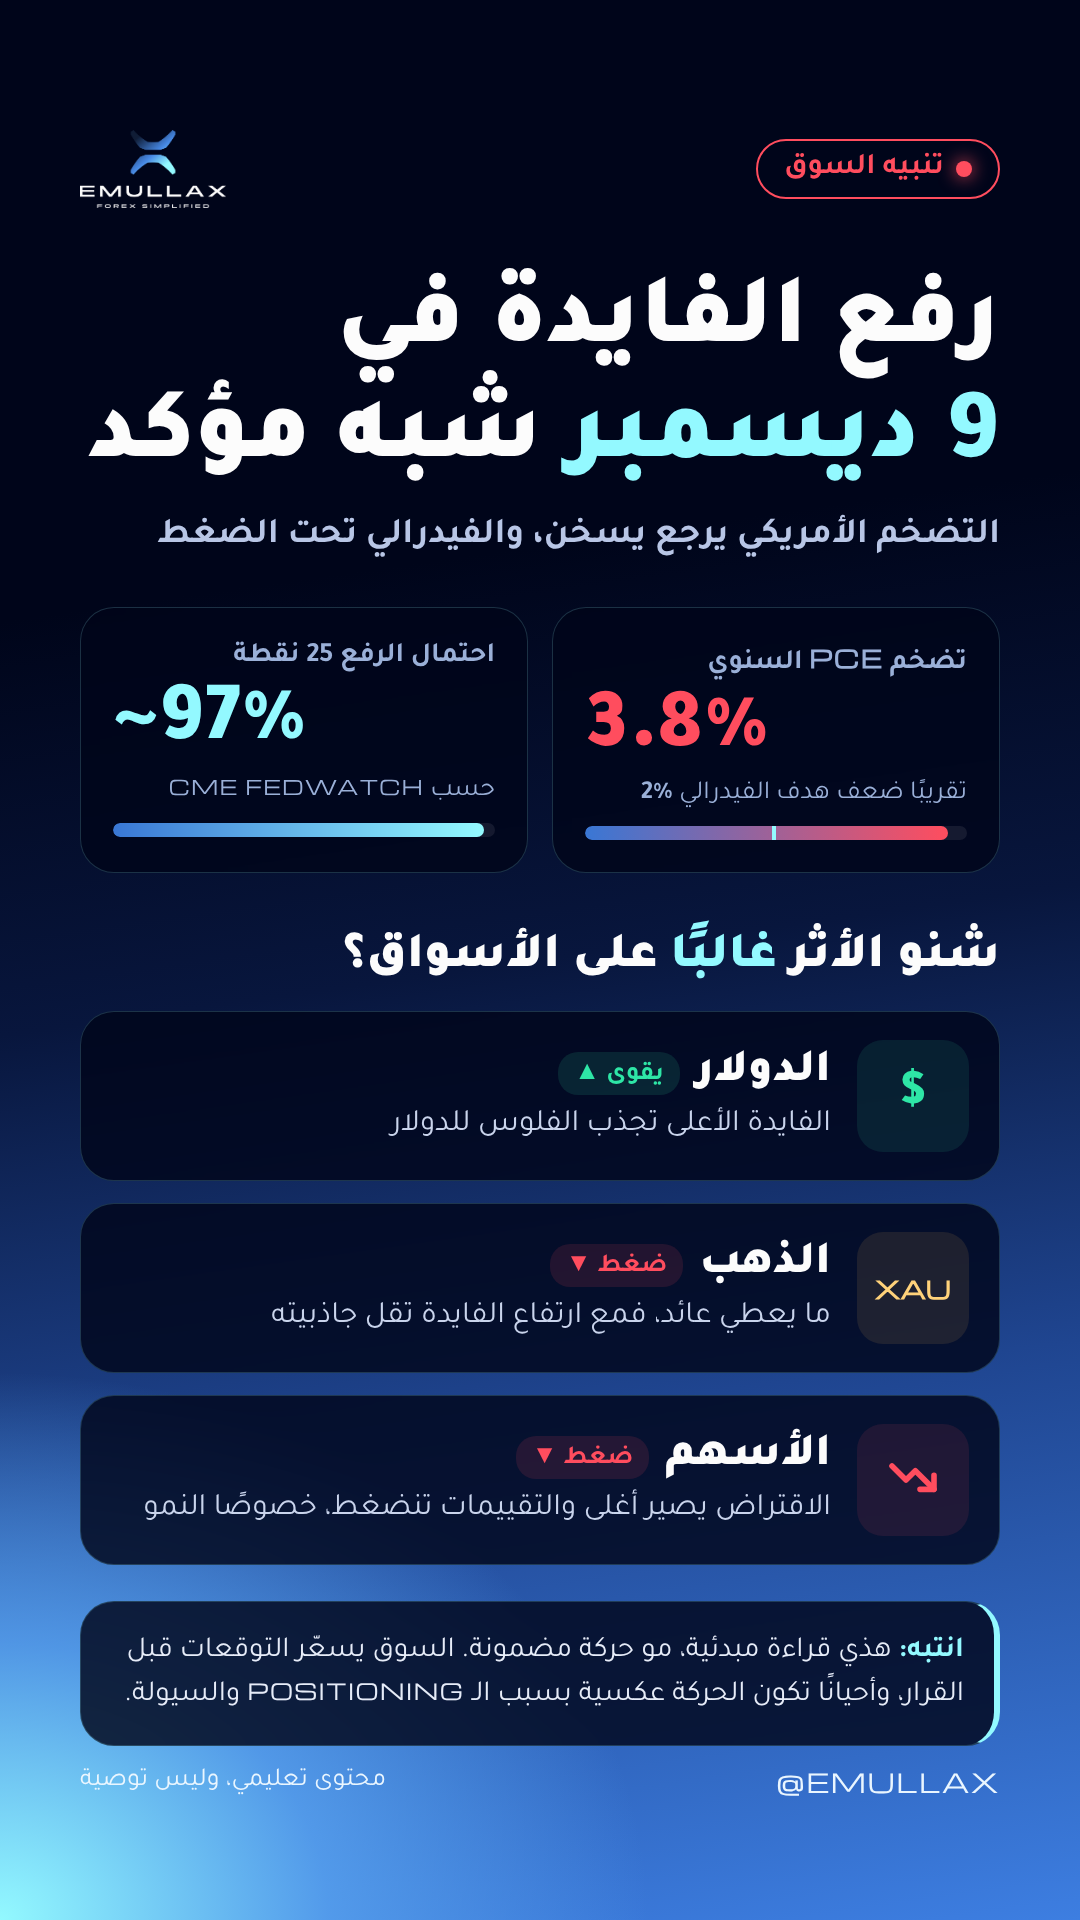 تنبيه السوق
EMULLAX
FOREX SIMPLIFIED
رفع الفايدة في
9 ديسمبر شبه مؤكد
التضخم الأمريكي يرجع يسخن، والفيدرالي تحت الضغط
تضخم PCE السنوي
3.8%
تقريبًا ضعف هدف الفيدرالي 2%
احتمال الرفع 25 نقطة
~97%
حسب CME FEDWATCH
شنو الأثر غالبًا على الأسواق؟
$
الدولار يقوى ▲
الفايدة الأعلى تجذب الفلوس للدولار
XAU
الذهب ضغط ▼
ما يعطي عائد، فمع ارتفاع الفايدة تقل جاذبيته
الأسهم ضغط ▼
الاقتراض يصير أغلى والتقييمات تنضغط، خصوصًا النمو
انتبه: هذي قراءة مبدئية، مو حركة مضمونة. السوق يسعّر التوقعات قبل
القرار، وأحيانًا تكون الحركة عكسية بسبب الـ POSITIONING والسيولة.
@EMULLAX
محتوى تعليمي، وليس توصية